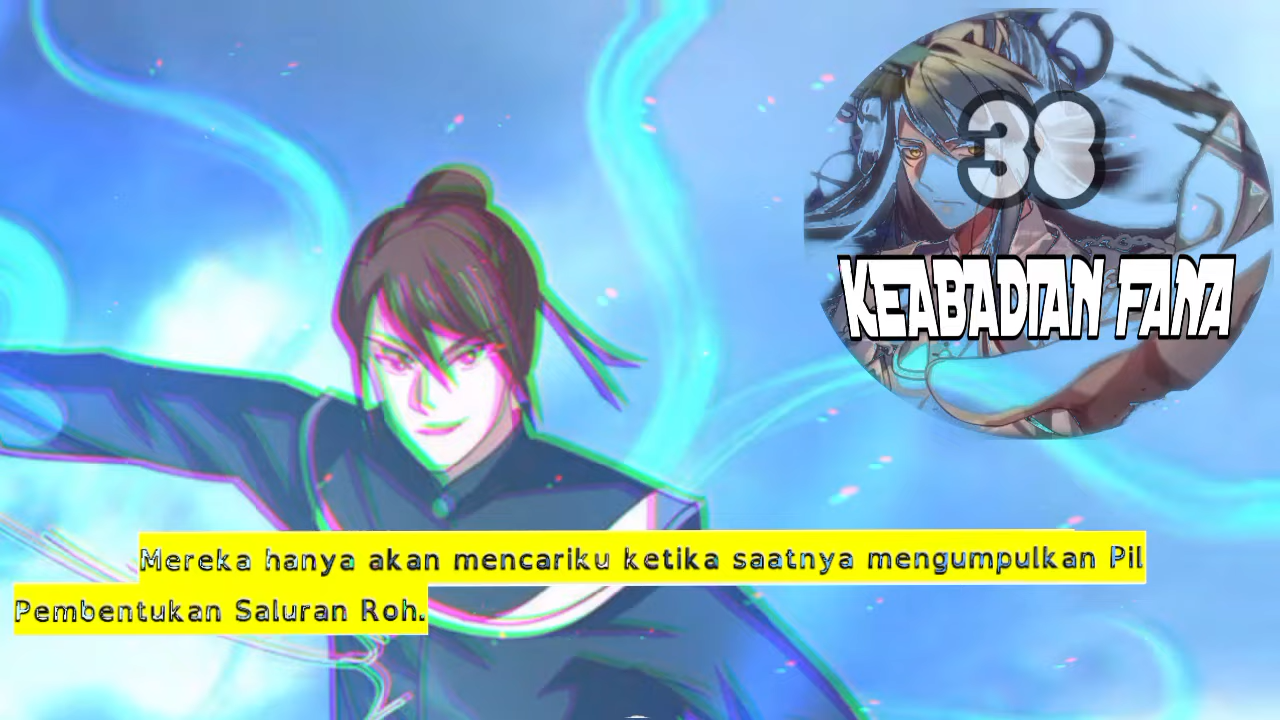 38
KEABADIAN FANA
Mereka hanya akan mencariku ketika saatnya mengumpulkan Pil
Pembentukan Saluran Roh.